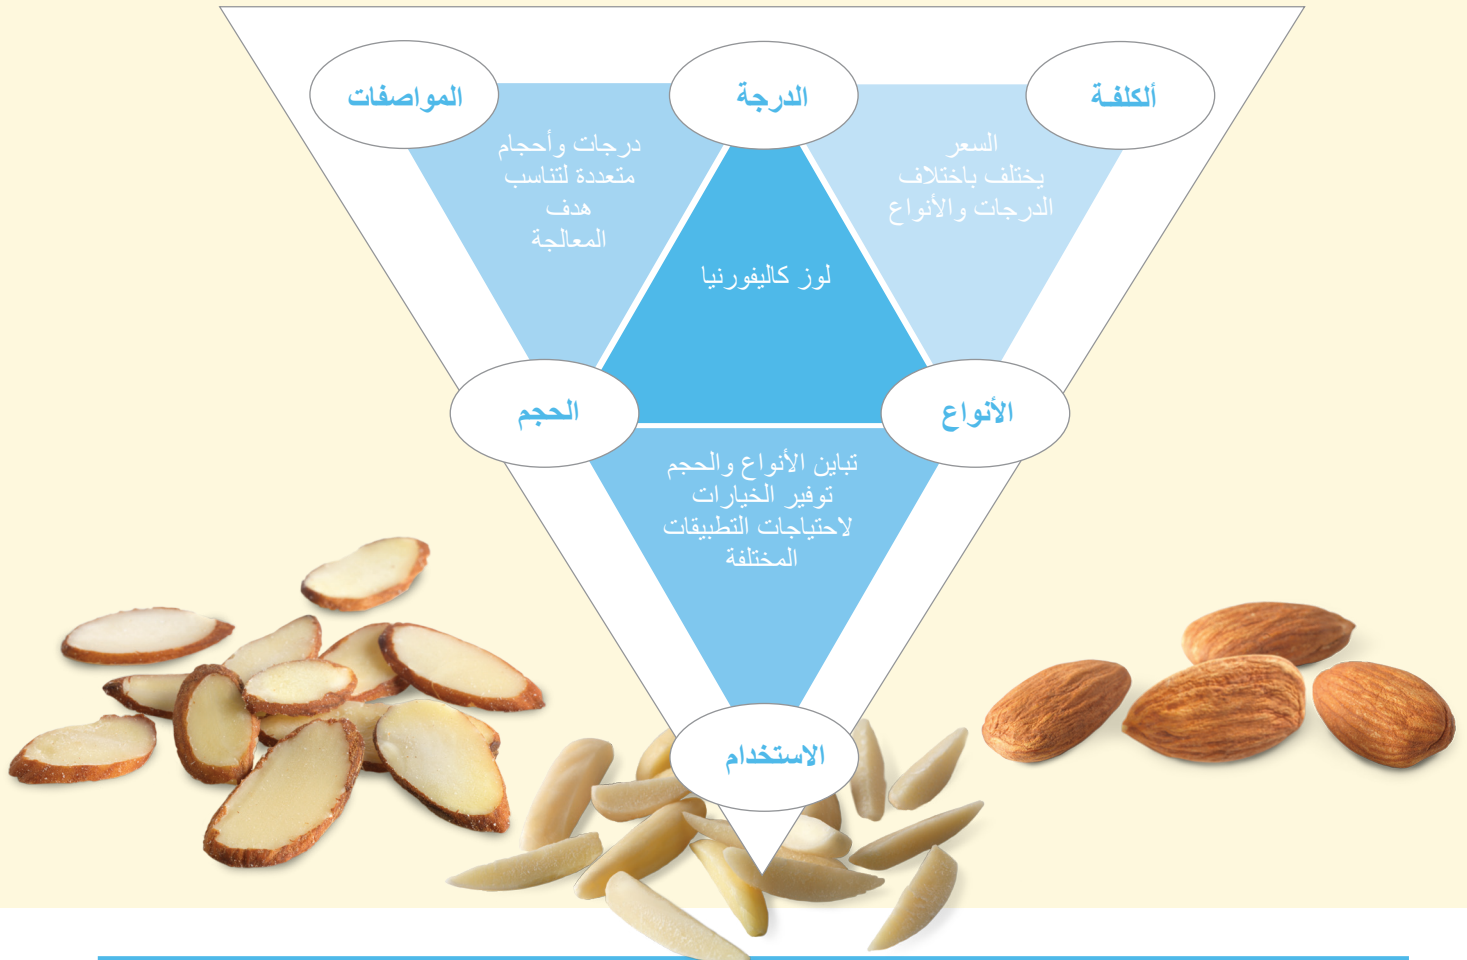 ألكلفـة
الدرجة
المواصفات
السعر
يختلف باختلاف
الدرجات والأنواع
درجات وأحجام
متعددة لتناسب
هدف
المعالجة
لوز كاليفورنيا
الأنواع
الحجم
تباين الأنواع والحجم
توفير الخيارات
لاحتياجات التطبيقات
المختلفة
الاستخدام